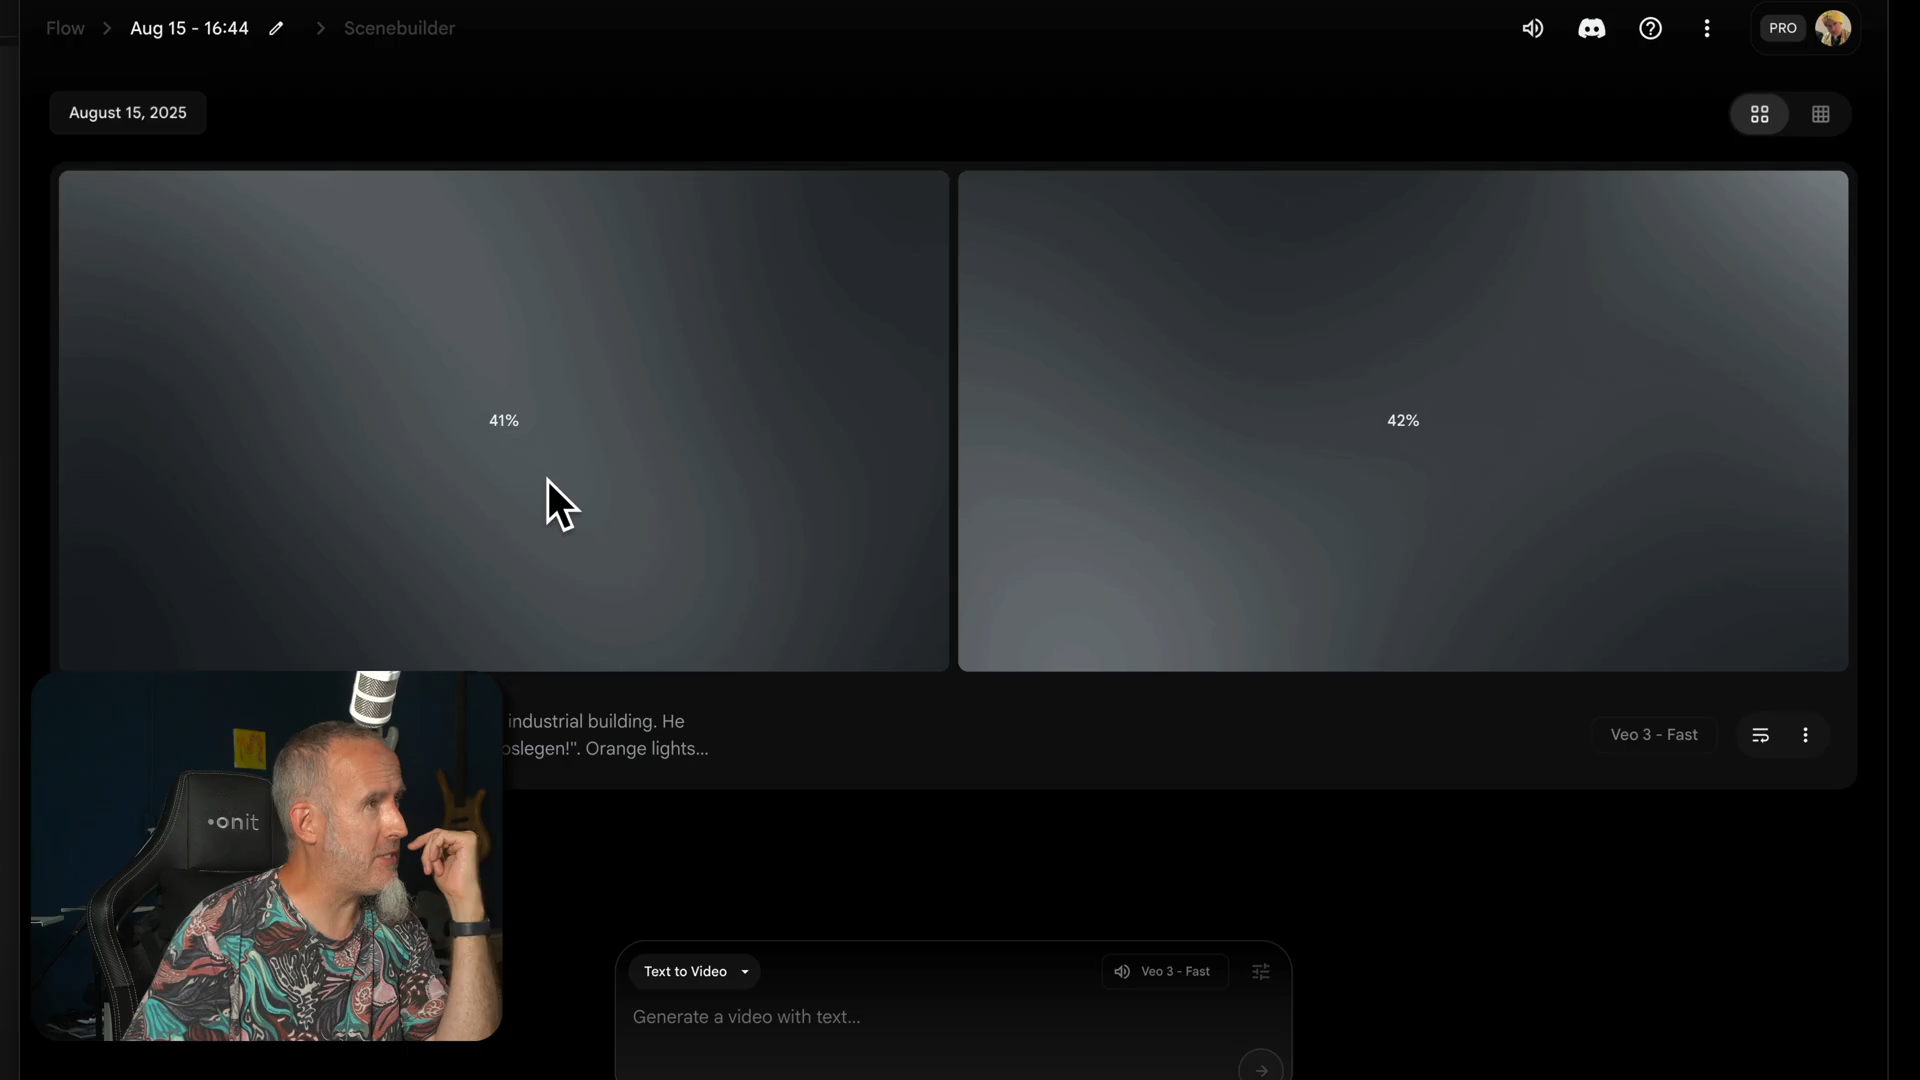 Flow
Aug 15 - 16:44
Scenebuilder
PRO
August 15, 2025
41%
42%
industrial building. He
oslegen!". Orange lights...
Veo 3 - Fast
•onit
Text to Video
Veo 3 - Fast
Generate a video with text...